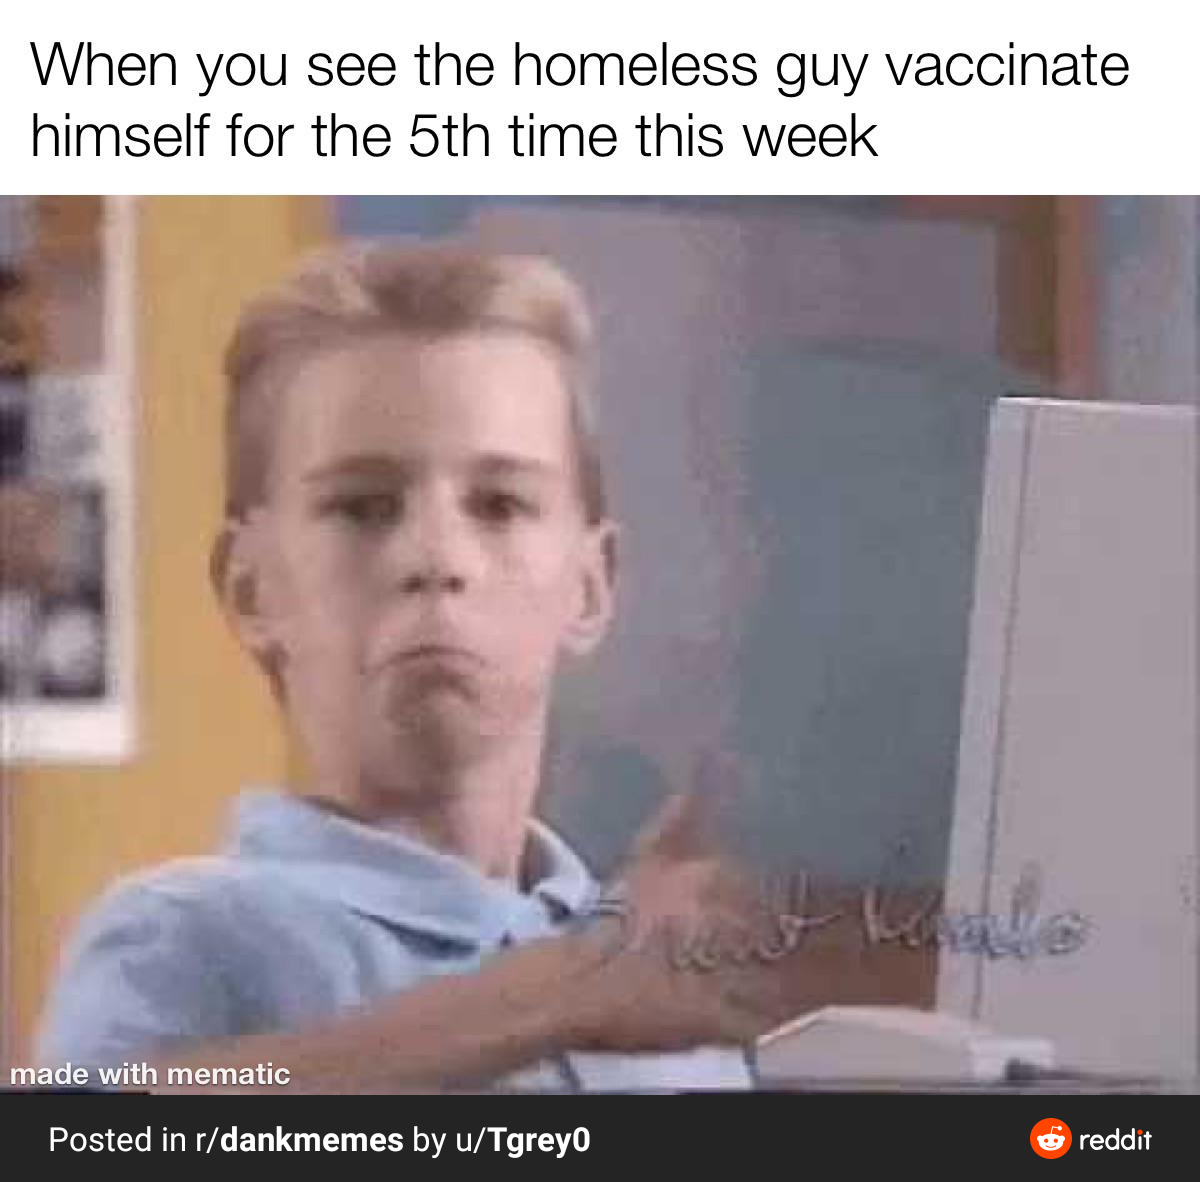 When you see the homeless guy vaccinate
himself for the 5th time this week
made with mematic
Posted in r/dankmemes by u/Tgrey0
reddit